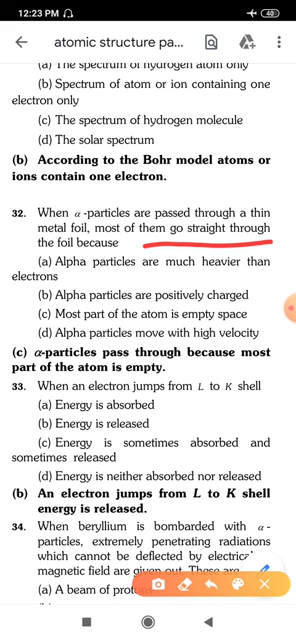 12:23 PM
40
atomic structure pa...
(a) The spectrum of hydrogen atom only
(b) Spectrum of atom or ion containing one
electron only
(c) The spectrum of hydrogen molecule
(d) The solar spectrum
(b) According to the Bohr model atoms or
ions contain one electron.
32. When α-particles are passed through a thin
metal foil, most of them go straight through
the foil because
(a) Alpha particles are much heavier than
electrons
(b) Alpha particles are positively charged
(c) Most part of the atom is empty space
(d) Alpha particles move with high velocity
(c) α-particles pass through because most
part of the atom is empty.
33. When an electron jumps from L to K shell
(a) Energy is absorbed
(b) Energy is released
(c) Energy is sometimes absorbed and
sometimes released
(d) Energy is neither absorbed nor released
(b) An electron jumps from L to K shell
energy is released.
34. When beryllium is bombarded with α-
particles, extremely penetrating radiations
which cannot be deflected by electrica
magnetic field are given out. These are
(a) A beam of proton